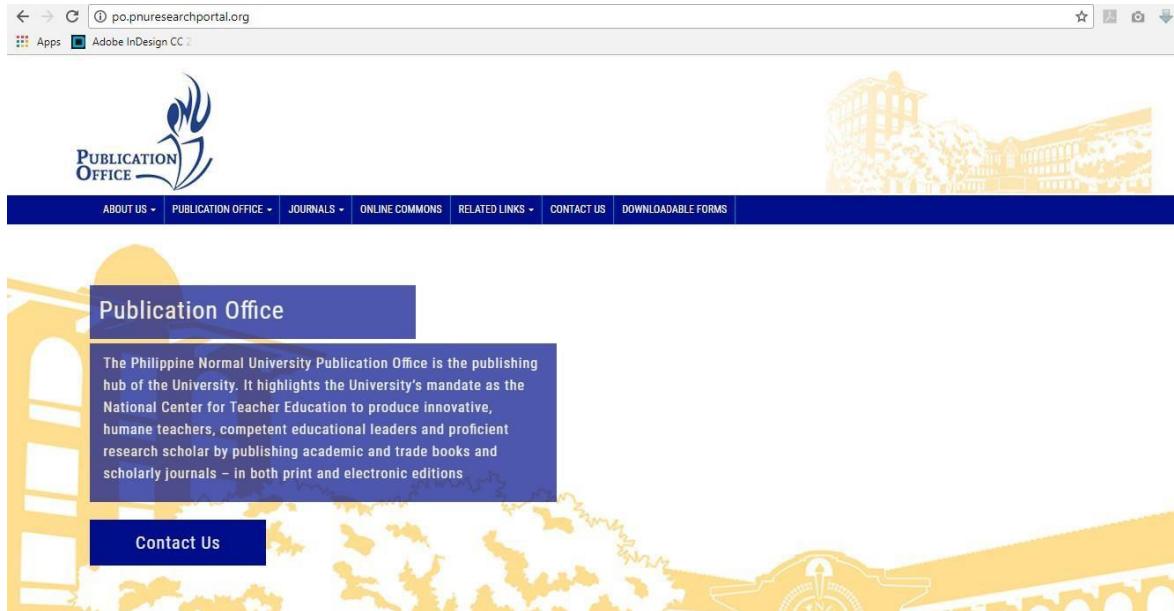 po.pnuresearchportal.org
Apps Adobe InDesign CC 2
PNU
PUBLICATION
OFFICE
ABOUT US PUBLICATION OFFICE JOURNALS ONLINE COMMONS RELATED LINKS CONTACT US DOWNLOADABLE FORMS
Publication Office
The Philippine Normal University Publication Office is the publishing
hub of the University. It highlights the University's mandate as the
National Center for Teacher Education to produce innovative,
humane teachers, competent educational leaders and proficient
research scholar by publishing academic and trade books and
scholarly journals – in both print and electronic editions
Contact Us